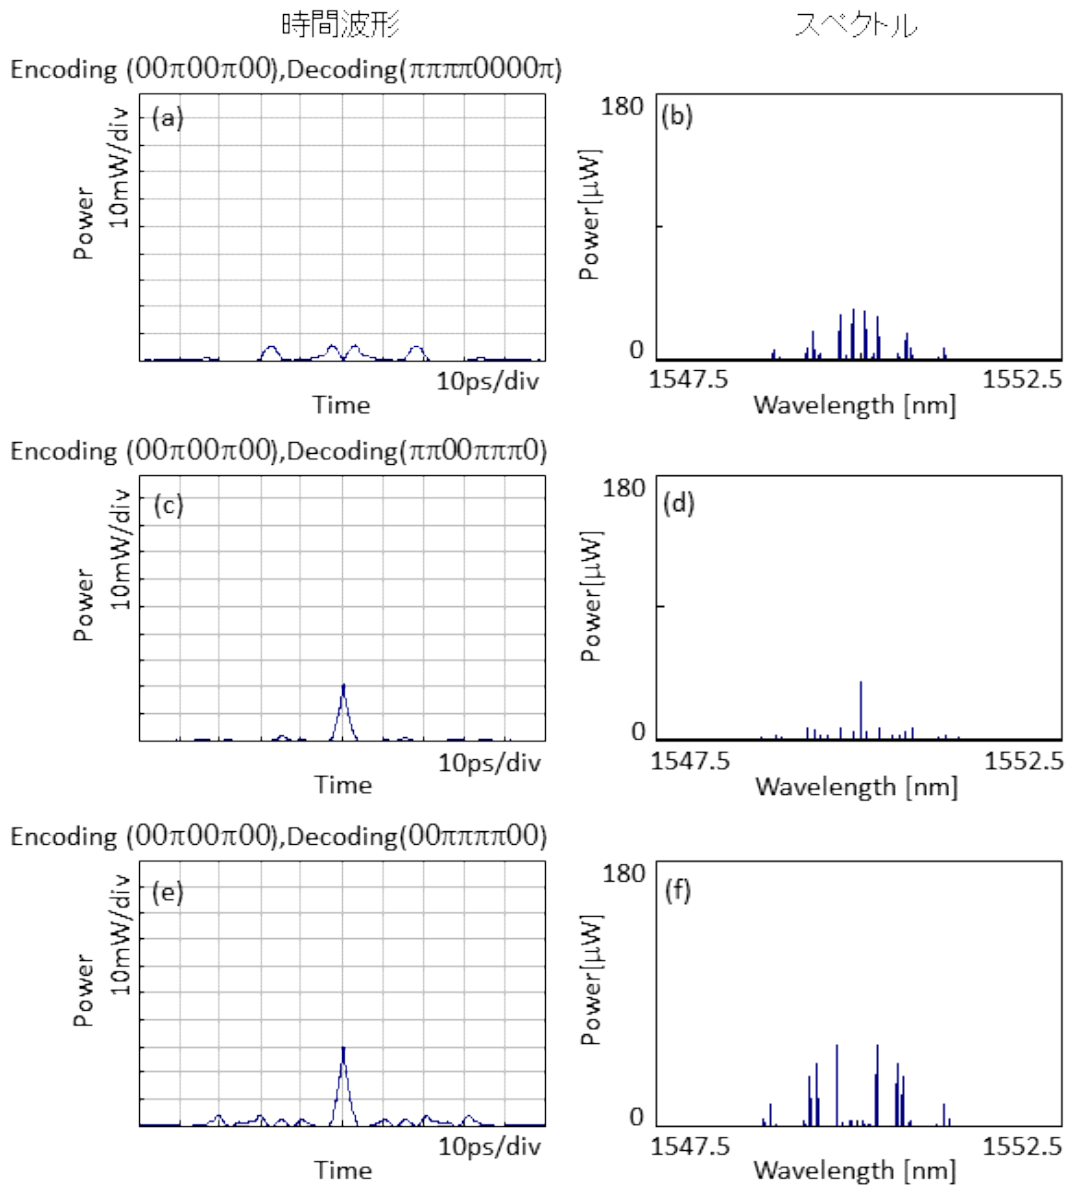 時間波形 スペクトル
Encoding (00π00π00),Decoding(ππππ0000π)
(a)
Power
10mW/div
10ps/div
Time
(b)
180
Power[μW]
0
1547.5 1552.5
Wavelength [nm]
Encoding (00π00π00),Decoding(ππ00πππ0)
(c)
Power
10mW/div
10ps/div
Time
(d)
180
Power[μW]
0
1547.5 1552.5
Wavelength [nm]
Encoding (00π00π00),Decoding(00ππππ00)
(e)
Power
10mW/div
10ps/div
Time
(f)
180
Power[μW]
0
1547.5 1552.5
Wavelength [nm]